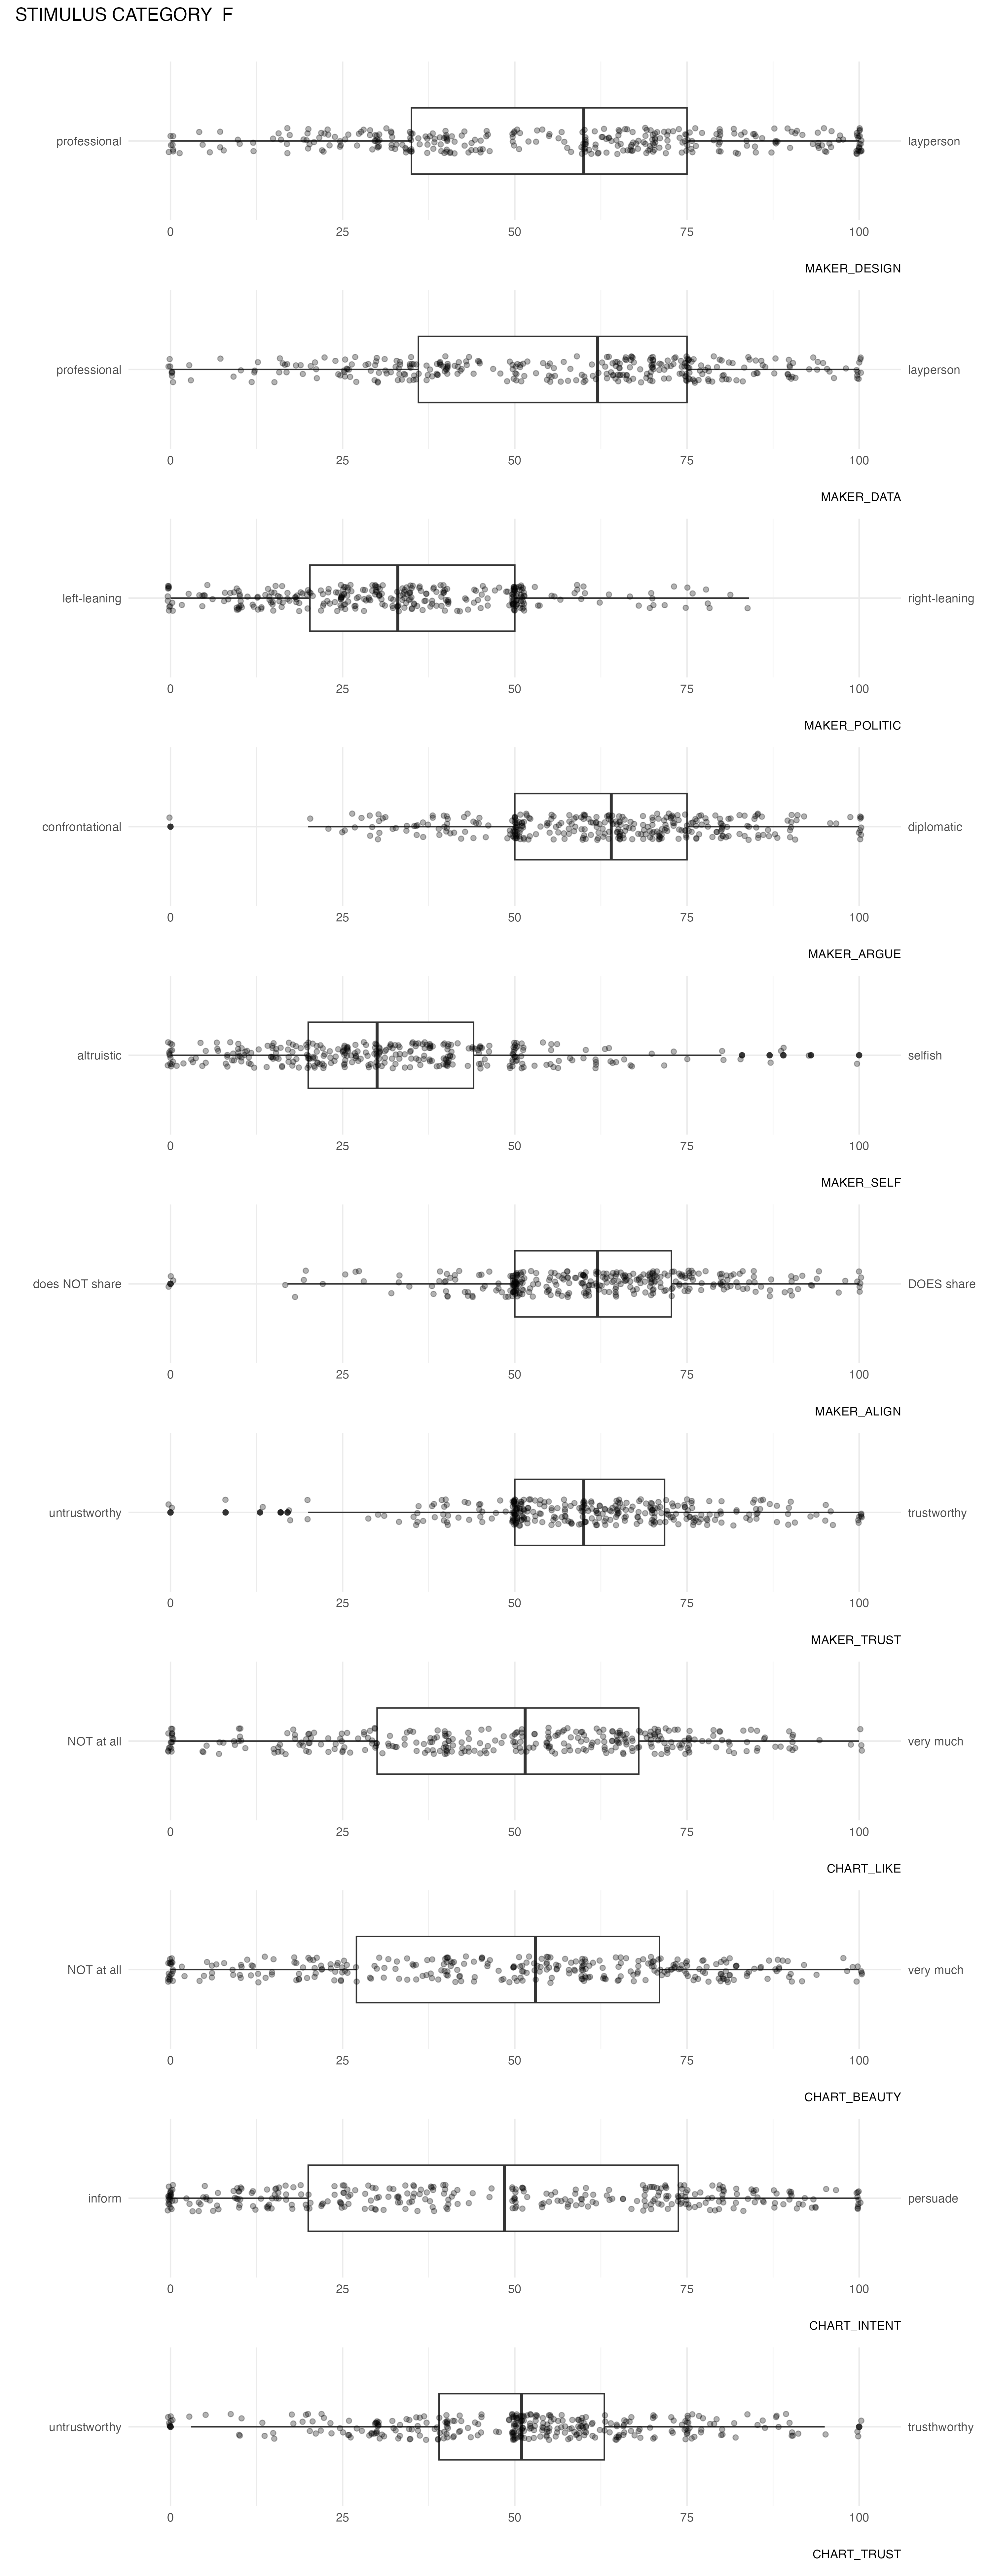 STIMULUS CATEGORY  F
professional layperson
0 25 50 75 100
MAKER_DESIGN
professional layperson
0 25 50 75 100
MAKER_DATA
left-leaning right-leaning
0 25 50 75 100
MAKER_POLITIC
confrontational diplomatic
0 25 50 75 100
MAKER_ARGUE
altruistic selfish
0 25 50 75 100
MAKER_SELF
does NOT share DOES share
0 25 50 75 100
MAKER_ALIGN
untrustworthy trustworthy
0 25 50 75 100
MAKER_TRUST
NOT at all very much
0 25 50 75 100
CHART_LIKE
NOT at all very much
0 25 50 75 100
CHART_BEAUTY
inform persuade
0 25 50 75 100
CHART_INTENT
untrustworthy trusthworthy
0 25 50 75 100
CHART_TRUST